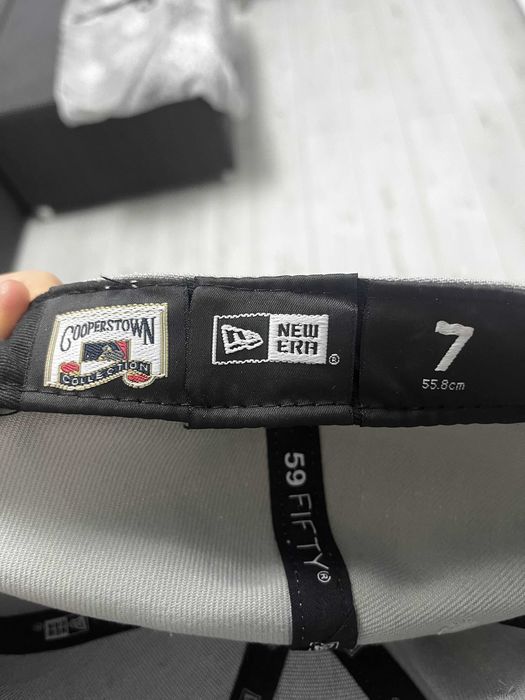 COOPERSTOWN
COLLECTION
NEW
ERA®
7
55.8cm
59FIFTY®